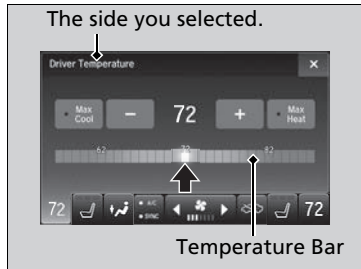 The side you selected.
Driver Temperature
Max Cool
72
Max Heat
62 72 82
72 A/C SYNC 72
Temperature Bar